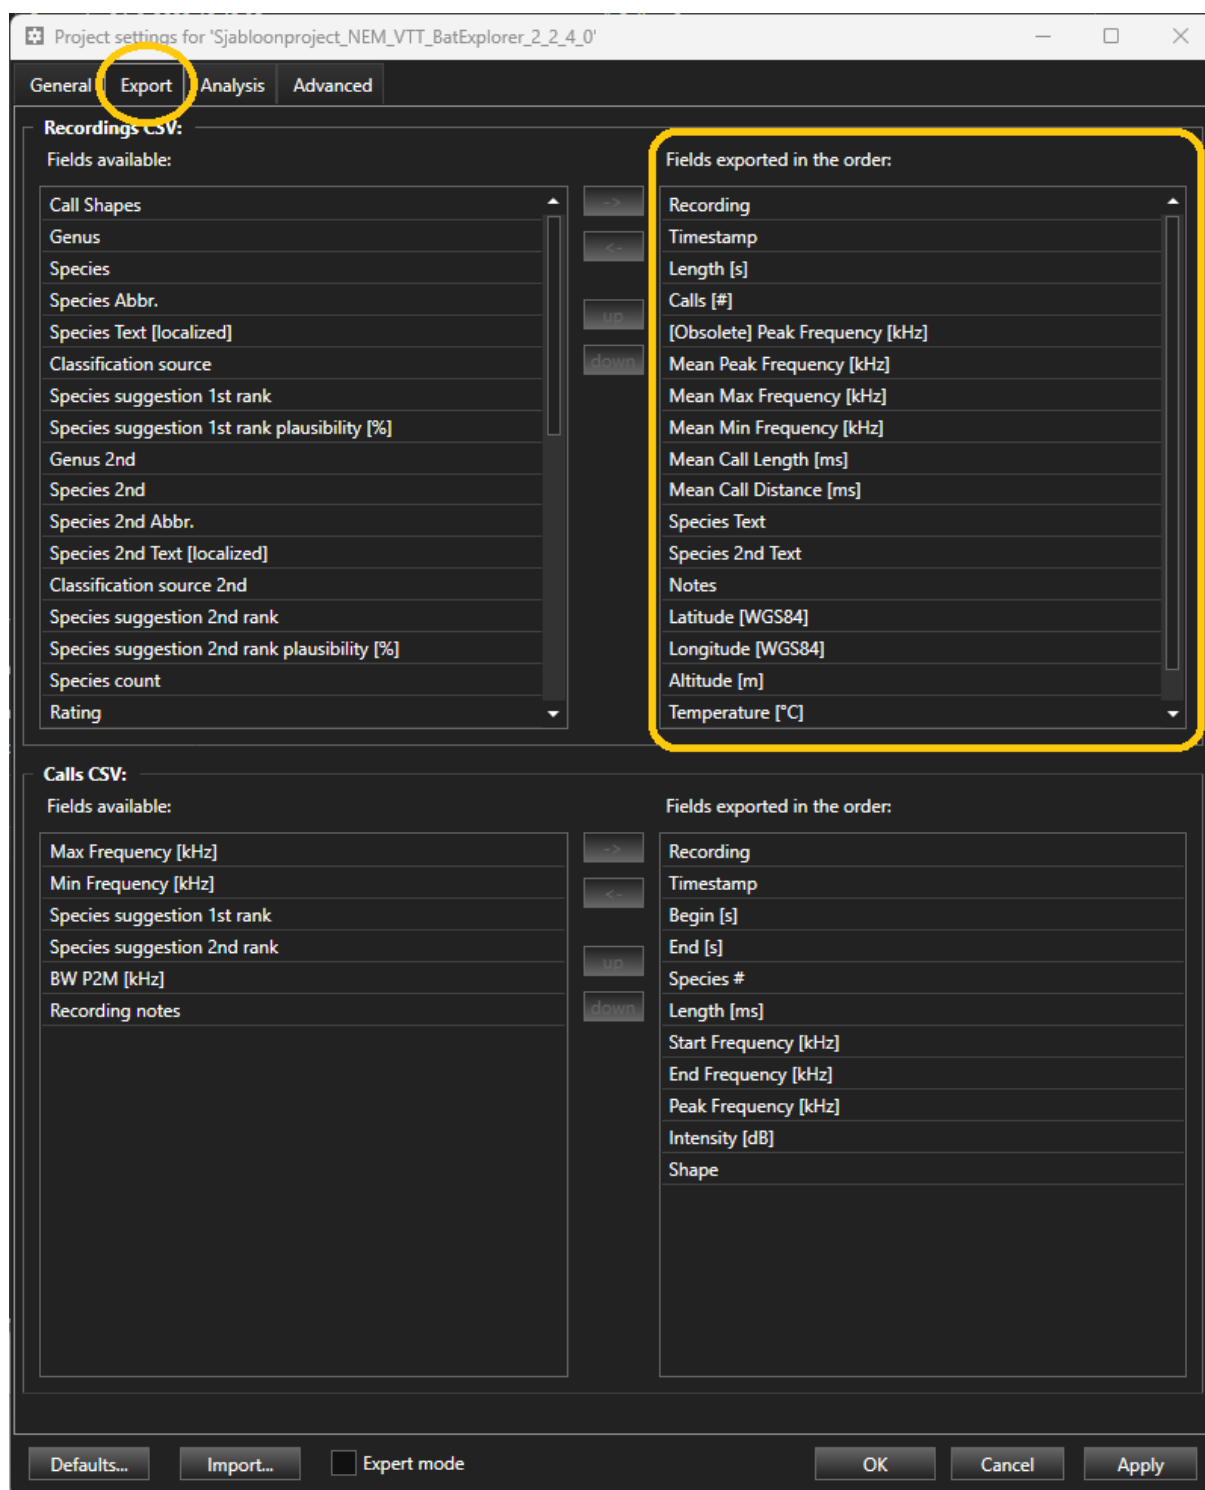 Project settings for 'Sjabloonproject_NEM_VTT_BatExplorer_2_2_4_0'
General Export Analysis Advanced
Recordings CSV:
Fields available:
Call Shapes
Genus
Species
Species Abbr.
Species Text [localized]
Classification source
Species suggestion 1st rank
Species suggestion 1st rank plausibility [%]
Genus 2nd
Species 2nd
Species 2nd Abbr.
Species 2nd Text [localized]
Classification source 2nd
Species suggestion 2nd rank
Species suggestion 2nd rank plausibility [%]
Species count
Rating
->
<-
up
down
Fields exported in the order:
Recording
Timestamp
Length [s]
Calls [#]
[Obsolete] Peak Frequency [kHz]
Mean Peak Frequency [kHz]
Mean Max Frequency [kHz]
Mean Min Frequency [kHz]
Mean Call Length [ms]
Mean Call Distance [ms]
Species Text
Species 2nd Text
Notes
Latitude [WGS84]
Longitude [WGS84]
Altitude [m]
Temperature [°C]
Calls CSV:
Fields available:
Max Frequency [kHz]
Min Frequency [kHz]
Species suggestion 1st rank
Species suggestion 2nd rank
BW P2M [kHz]
Recording notes
->
<-
up
down
Fields exported in the order:
Recording
Timestamp
Begin [s]
End [s]
Species #
Length [ms]
Start Frequency [kHz]
End Frequency [kHz]
Peak Frequency [kHz]
Intensity [dB]
Shape
Defaults... Import... Expert mode OK Cancel Apply